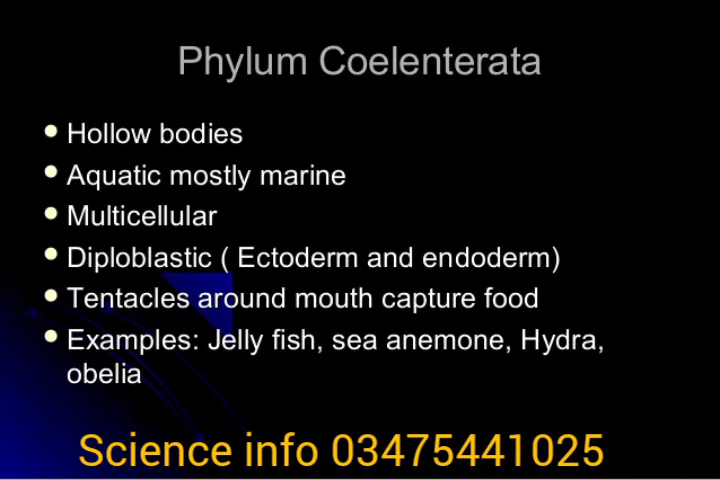 Phylum Coelenterata
Hollow bodies
Aquatic mostly marine
Multicellular
Diploblastic ( Ectoderm and endoderm)
Tentacles around mouth capture food
Examples: Jelly fish, sea anemone, Hydra,
obelia
Science info 03475441025